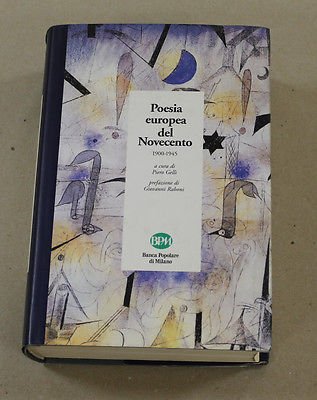 Poesia
europea
del
Novecento
1900-1945
a cura di
Piero Gelli
prefazione di
Giovanni Raboni
BPM
Banca Popolare
di Milano